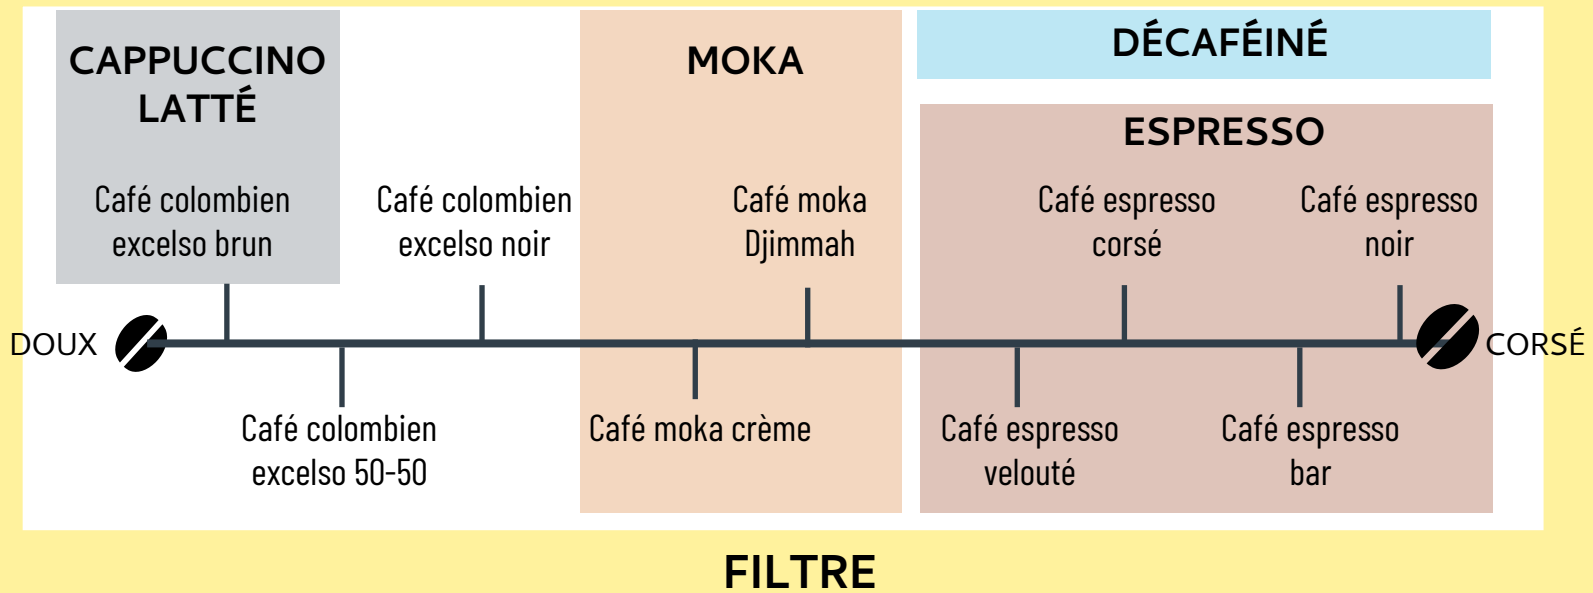 CAPPUCCINO
LATTÉ
MOKA
DÉCAFÉINÉ
ESPRESSO
Café colombien
excelso brun
Café colombien
excelso noir
Café moka
Djimmah
Café espresso
corsé
Café espresso
noir
DOUX
CORSÉ
Café colombien
excelso 50-50
Café moka crème
Café espresso
velouté
Café espresso
bar
FILTRE